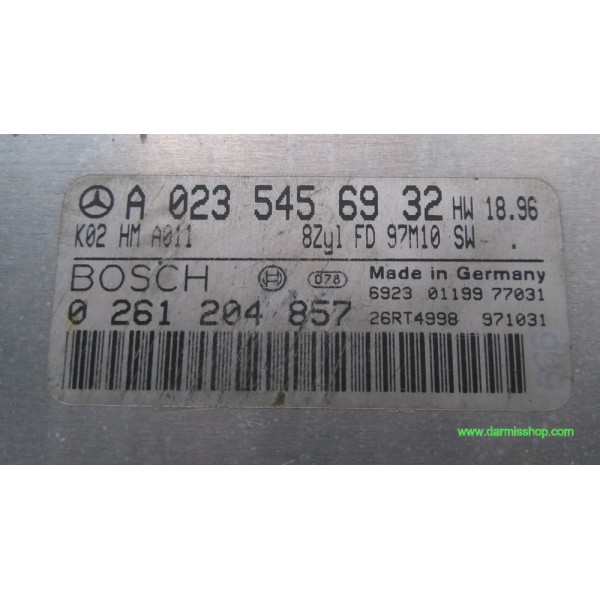 A 023 545 69 32 HW 18.96
K02 HM A011 8Zyl FD 97M10 SW .
BOSCH 078 Made in Germany
6923 01199 77031
0 261 204 857 26RT4998 971031
www.darmisshop.com